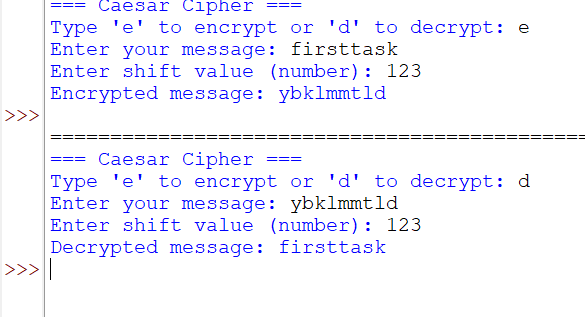 === Caesar Cipher ===
Type 'e' to encrypt or 'd' to decrypt: e
Enter your message: firsttask
Enter shift value (number): 123
Encrypted message: ybklmmtld
>>>
=============================================
=== Caesar Cipher ===
Type 'e' to encrypt or 'd' to decrypt: d
Enter your message: ybklmmtld
Enter shift value (number): 123
Decrypted message: firsttask
>>>